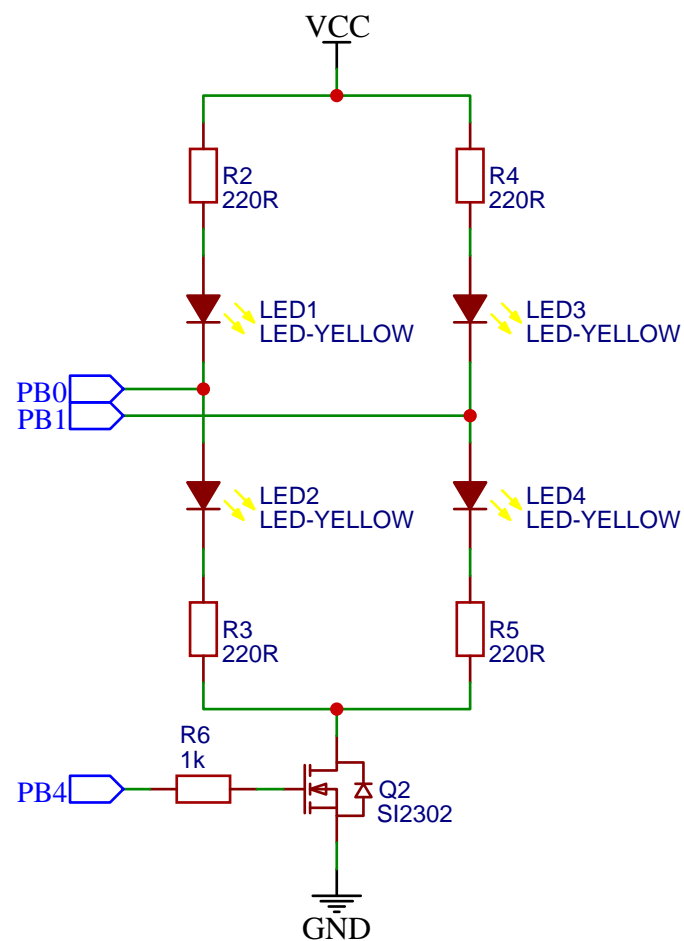 VCC
R2
220R
R4
220R
LED1
LED-YELLOW
LED3
LED-YELLOW
PB0
PB1
LED2
LED-YELLOW
LED4
LED-YELLOW
R3
220R
R5
220R
R6
1k
PB4
Q2
SI2302
GND